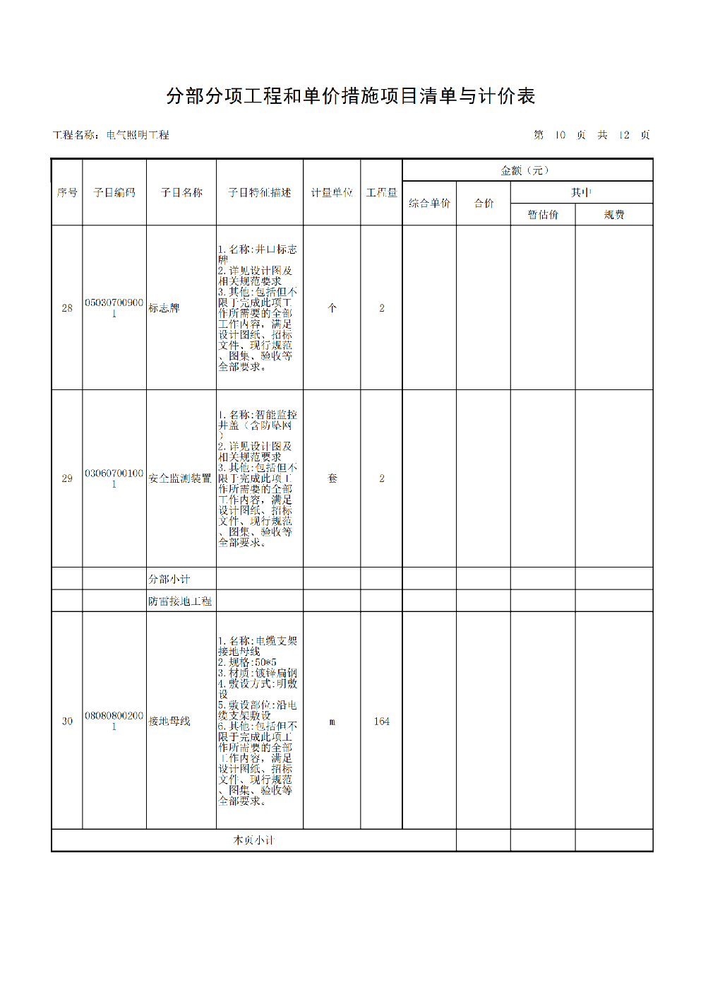 分部分项工程和单价措施项目清单与计价表
工程名称：电气照明工程
第 10 页 共 12 页
序号
子目编码
子目名称
子目特征描述
计量单位
工程量
金额（元）
综合单价
合价
其中
暂估价
规费
28
05030700900
1
标志牌
1.名称:井口标志
牌
2.详见设计图及
相关规范要求
3.其他:包括但不
限于完成此项工
作所需要的全部
工作内容，满足
设计图纸、招标
文件、现行规范
、图集、验收等
全部要求。
个
2
29
03060700100
1
安全监测装置
1.名称:智能监控
井盖（含防坠网
）
2.详见设计图及
相关规范要求
3.其他:包括但不
限于完成此项工
作所需要的全部
工作内容，满足
设计图纸、招标
文件、现行规范
、图集、验收等
全部要求。
套
2
分部小计
防雷接地工程
30
08080800200
1
接地母线
1.名称:电缆支架
接地母线
2.规格:50*5
3.材质:镀锌扁钢
4.敷设方式:明敷
设
5.敷设部位:沿电
缆支架敷设
6.其他:包括但不
限于完成此项工
作所需要的全部
工作内容，满足
设计图纸、招标
文件、现行规范
、图集、验收等
全部要求。
m
164
本页小计